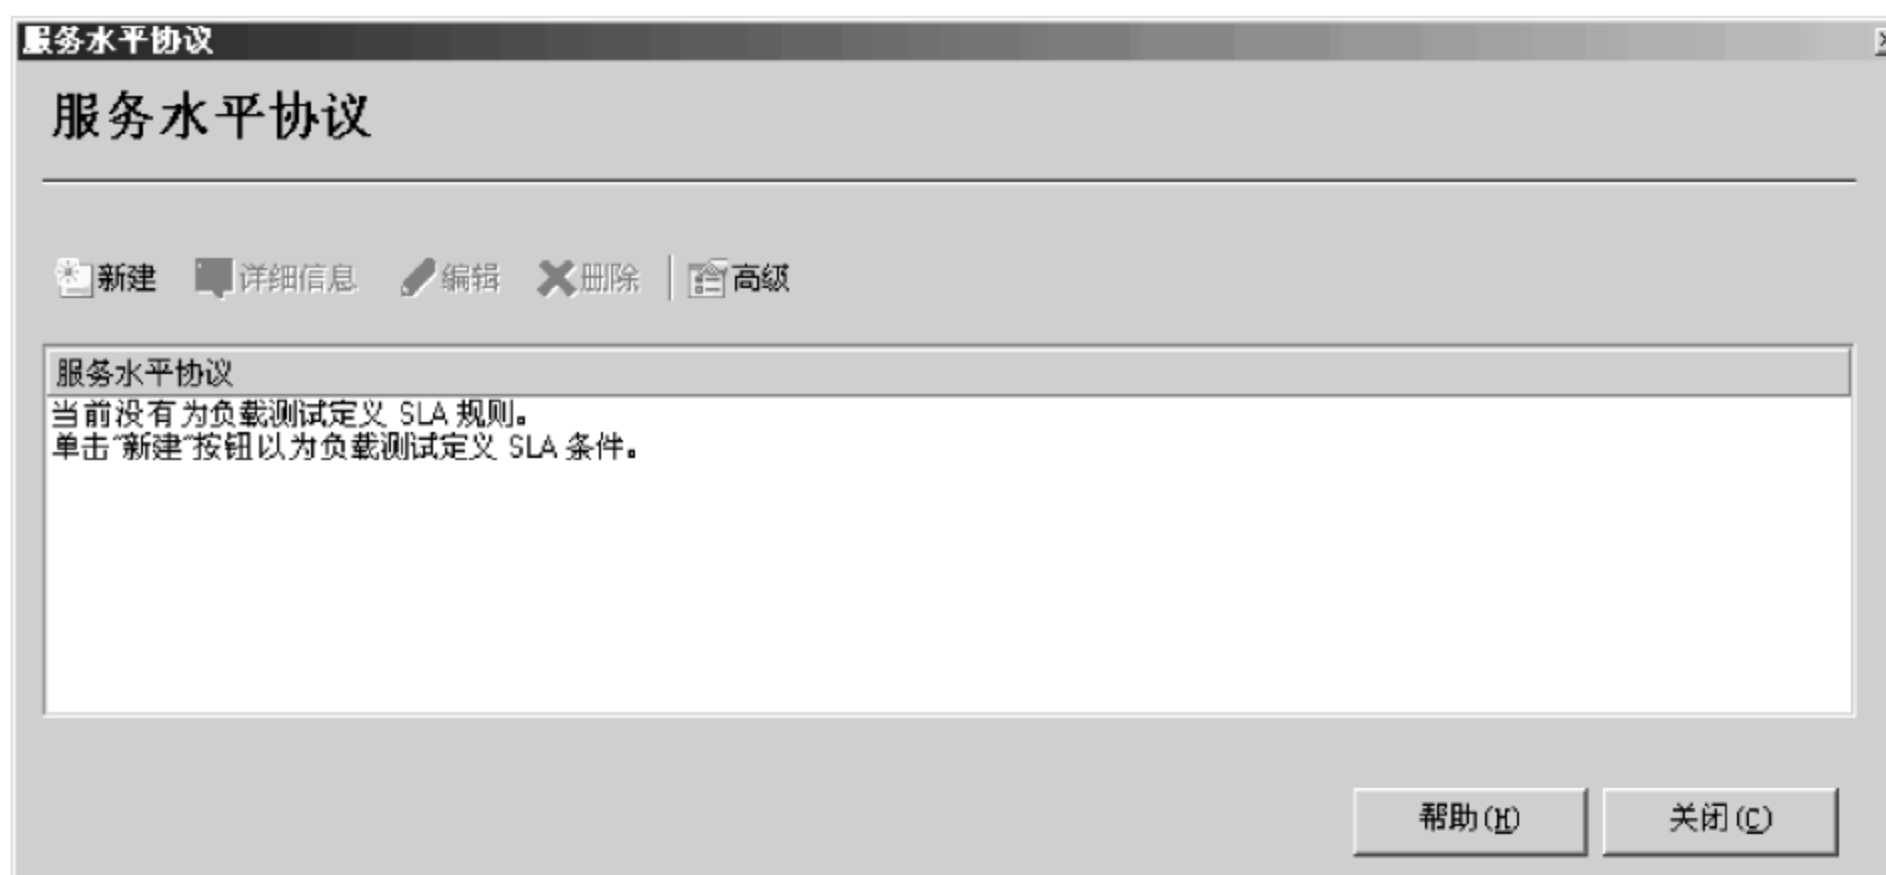 服务水平协议
服务水平协议
新建 详细信息 编辑 删除 高级
服务水平协议
当前没有为负载测试定义 SLA 规则。
单击"新建"按钮以为负载测试定义 SLA 条件。
帮助(H) 关闭(C)